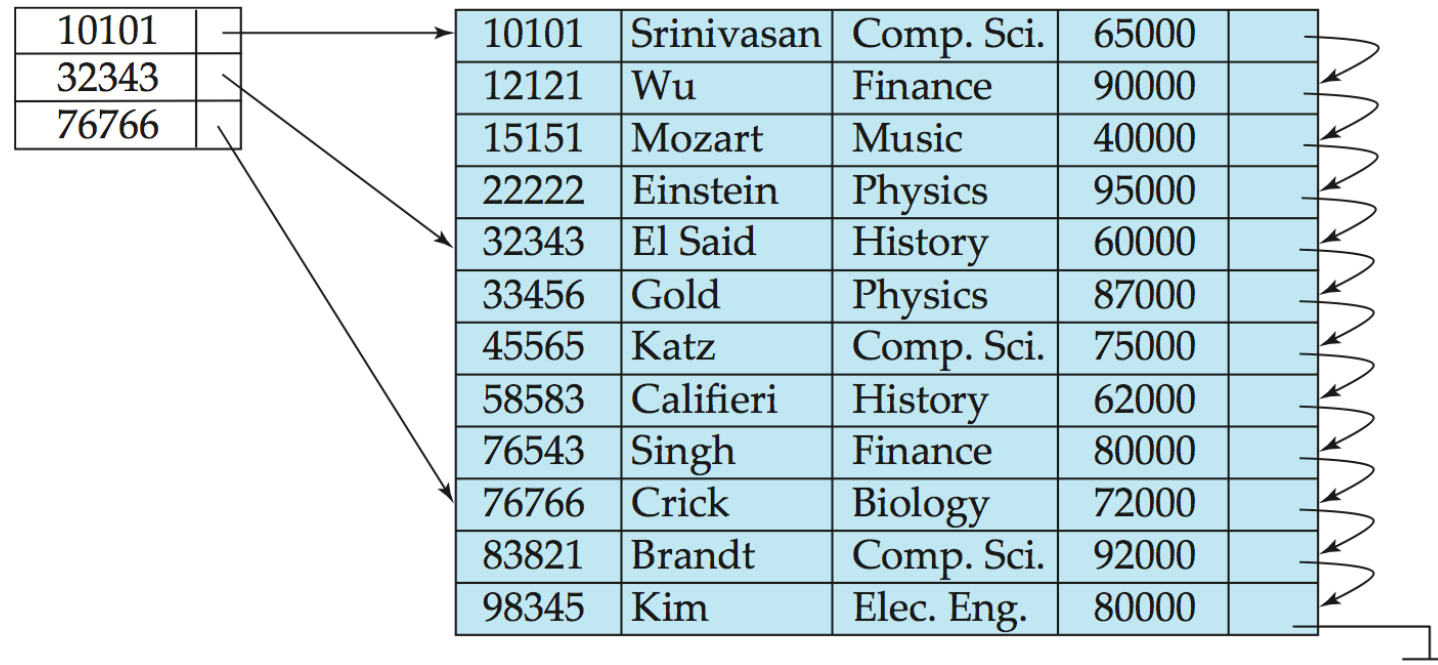 10101
32343
76766
10101 Srinivasan Comp. Sci. 65000
12121 Wu Finance 90000
15151 Mozart Music 40000
22222 Einstein Physics 95000
32343 El Said History 60000
33456 Gold Physics 87000
45565 Katz Comp. Sci. 75000
58583 Califieri History 62000
76543 Singh Finance 80000
76766 Crick Biology 72000
83821 Brandt Comp. Sci. 92000
98345 Kim Elec. Eng. 80000